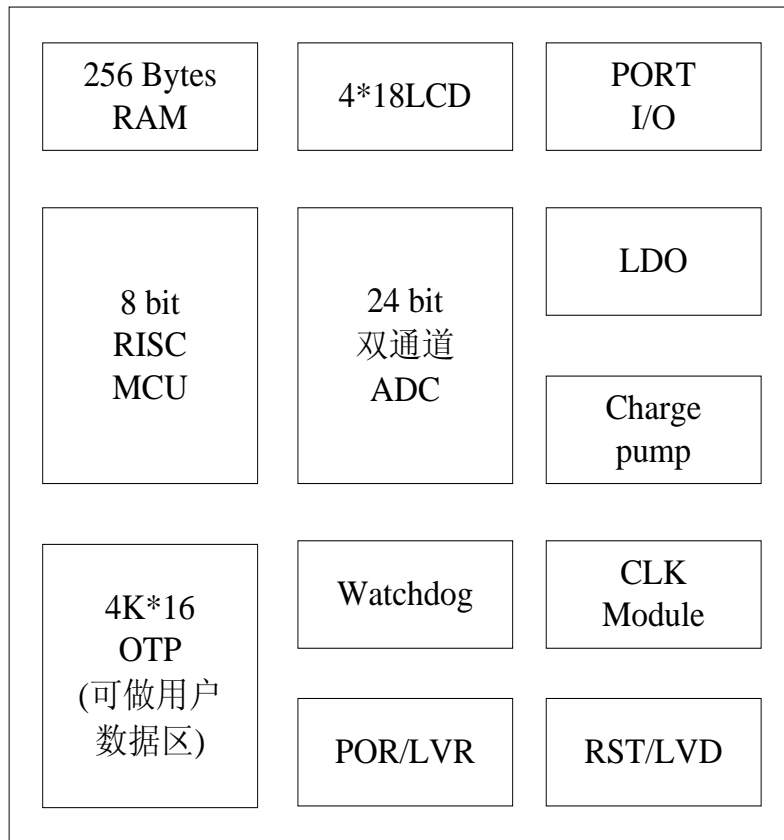 256 Bytes
RAM
4*18LCD
PORT
I/O
8 bit
RISC
MCU
24 bit
双通道
ADC
LDO
Charge
pump
4K*16
OTP
(可做用户
数据区)
Watchdog
CLK
Module
POR/LVR
RST/LVD